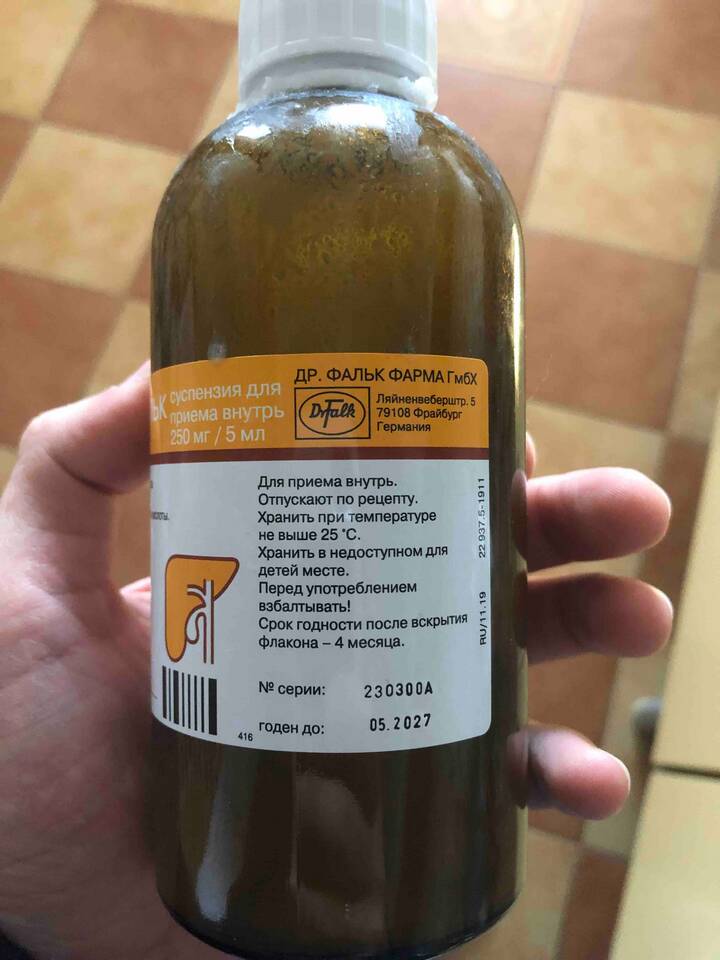 суспензия для
приема внутрь
250 мг / 5 мл
ДР. ФАЛЬК ФАРМА ГмбХ
Dr Falk
Ляйненвеберштр. 5
79108 Фрайбург
Германия
Для приема внутрь.
Отпускают по рецепту.
Хранить при температуре
не выше 25 °С.
Хранить в недоступном для
детей месте.
Перед употреблением
взбалтывать!
Срок годности после вскрытия
флакона – 4 месяца.
№ серии: 230300A
годен до: 05.2027
416
RU/11.19 22 937.5-1911